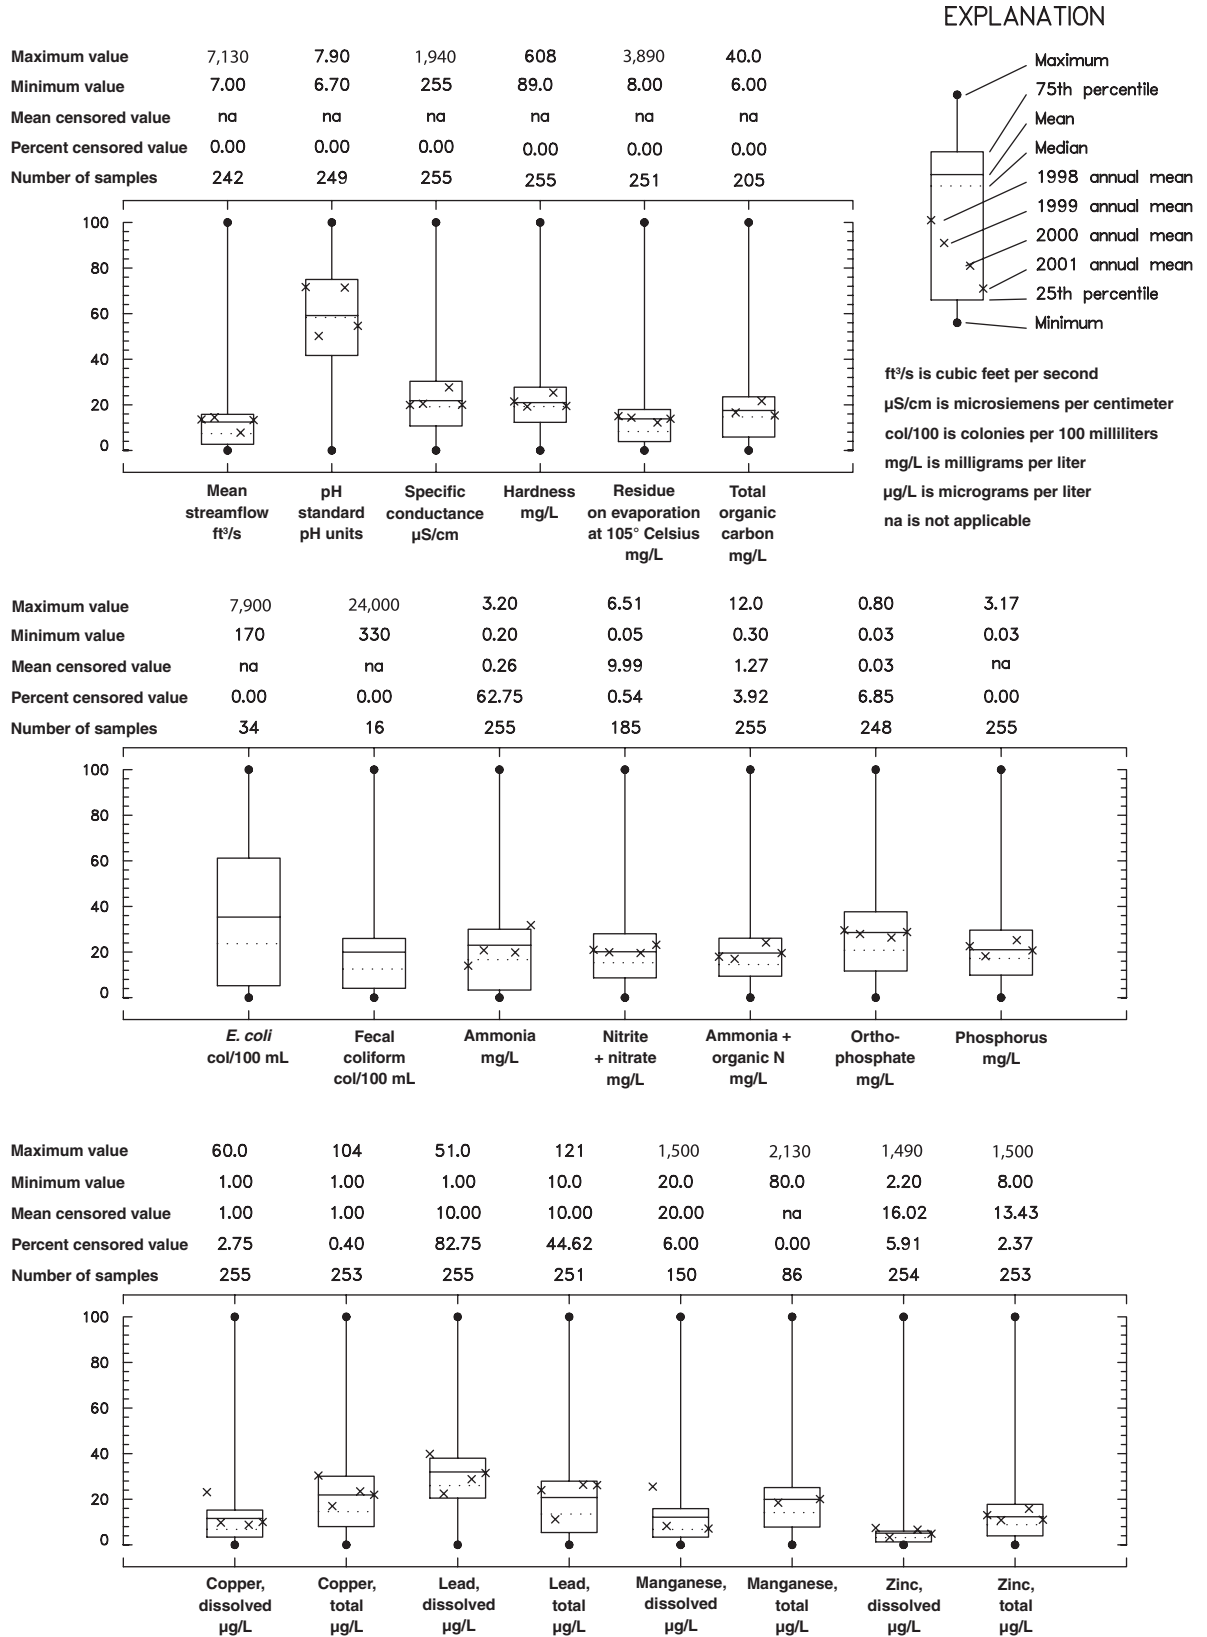 EXPLANATION
Maximum value 7,130 7.90 1,940 608 3,890 40.0
Minimum value 7.00 6.70 255 89.0 8.00 6.00
Mean censored value na na na na na na
Percent censored value 0.00 0.00 0.00 0.00 0.00 0.00
Number of samples 242 249 255 255 251 205
Maximum
75th percentile
Mean
Median
1998 annual mean
1999 annual mean
2000 annual mean
2001 annual mean
25th percentile
Minimum
100
80
60
40
20
0
Mean streamflow ft³/s
pH standard pH units
Specific conductance µS/cm
Hardness mg/L
Residue on evaporation at 105° Celsius mg/L
Total organic carbon mg/L
ft³/s is cubic feet per second
µS/cm is microsiemens per centimeter
col/100 is colonies per 100 milliliters
mg/L is milligrams per liter
µg/L is micrograms per liter
na is not applicable
Maximum value 7,900 24,000 3.20 6.51 12.0 0.80 3.17
Minimum value 170 330 0.20 0.05 0.30 0.03 0.03
Mean censored value na na 0.26 9.99 1.27 0.03 na
Percent censored value 0.00 0.00 62.75 0.54 3.92 6.85 0.00
Number of samples 34 16 255 185 255 248 255
100
80
60
40
20
0
E. coli col/100 mL
Fecal coliform col/100 mL
Ammonia mg/L
Nitrite + nitrate mg/L
Ammonia + organic N mg/L
Ortho-phosphate mg/L
Phosphorus mg/L
Maximum value 60.0 104 51.0 121 1,500 2,130 1,490 1,500
Minimum value 1.00 1.00 1.00 10.0 20.0 80.0 2.20 8.00
Mean censored value 1.00 1.00 10.00 10.00 20.00 na 16.02 13.43
Percent censored value 2.75 0.40 82.75 44.62 6.00 0.00 5.91 2.37
Number of samples 255 253 255 251 150 86 254 253
100
80
60
40
20
0
Copper, dissolved µg/L
Copper, total µg/L
Lead, dissolved µg/L
Lead, total µg/L
Manganese, dissolved µg/L
Manganese, total µg/L
Zinc, dissolved µg/L
Zinc, total µg/L